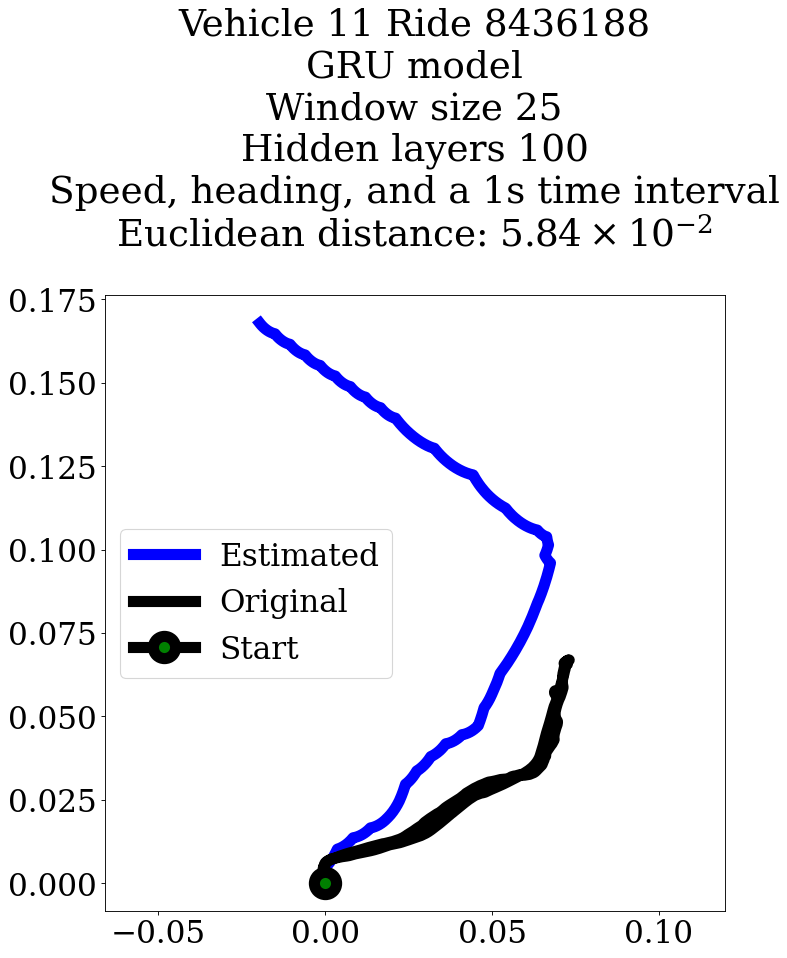 Vehicle 11 Ride 8436188
GRU model
Window size 25
Hidden layers 100
Speed, heading, and a 1s time interval
Euclidean distance: 5.84 × 10⁻²
0.175
0.150
0.125
0.100
0.075
0.050
0.025
0.000
Estimated
Original
Start
−0.05 0.00 0.05 0.10